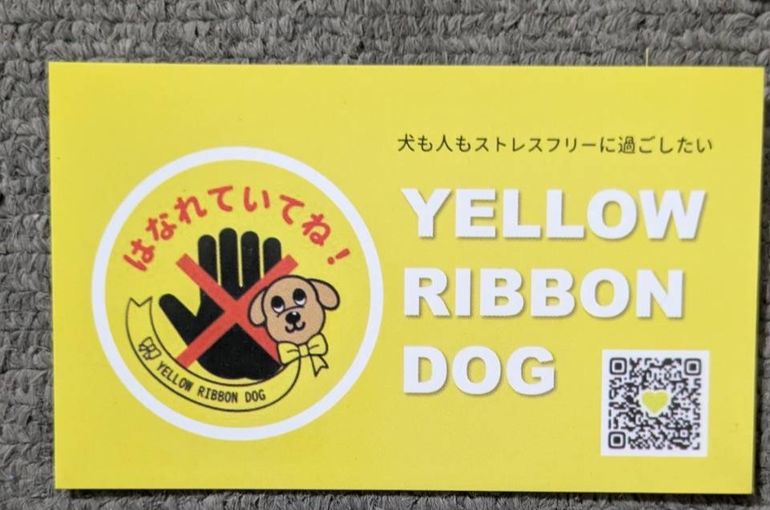 はなれていてね!
YELLOW RIBBON DOG
犬も人もストレスフリーに過ごしたい
YELLOW
RIBBON
DOG